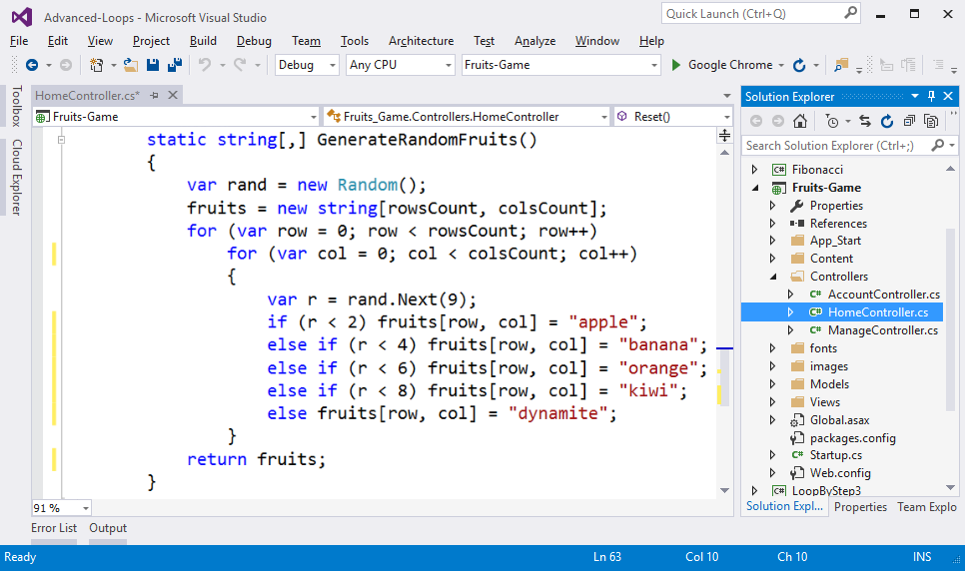 Advanced-Loops - Microsoft Visual Studio
Quick Launch (Ctrl+Q)
File Edit View Project Build Debug Team Tools Architecture Test Analyze Window Help
Debug Any CPU Fruits-Game Google Chrome
Toolbox
Cloud Explorer
HomeController.cs*
Fruits-Game Fruits_Game.Controllers.HomeController Reset()
static string[,] GenerateRandomFruits()
{
var rand = new Random();
fruits = new string[rowsCount, colsCount];
for (var row = 0; row < rowsCount; row++)
for (var col = 0; col < colsCount; col++)
{
var r = rand.Next(9);
if (r < 2) fruits[row, col] = "apple";
else if (r < 4) fruits[row, col] = "banana";
else if (r < 6) fruits[row, col] = "orange";
else if (r < 8) fruits[row, col] = "kiwi";
else fruits[row, col] = "dynamite";
}
return fruits;
}
91 %
Solution Explorer
Search Solution Explorer (Ctrl+;)
C# Fibonacci
Fruits-Game
Properties
References
App_Start
Content
Controllers
C# AccountController.cs
C# HomeController.cs
C# ManageController.cs
fonts
images
Models
Views
Global.asax
packages.config
C# Startup.cs
Web.config
C# LoopByStep3
Solution Expl... Properties Team Explo
Error List Output
Ready Ln 63 Col 10 Ch 10 INS